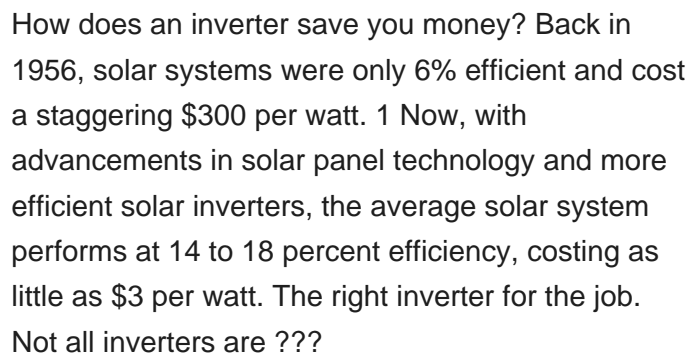 How does an inverter save you money? Back in
1956, solar systems were only 6% efficient and cost
a staggering $300 per watt. 1 Now, with
advancements in solar panel technology and more
efficient solar inverters, the average solar system
performs at 14 to 18 percent efficiency, costing as
little as $3 per watt. The right inverter for the job.
Not all inverters are ???